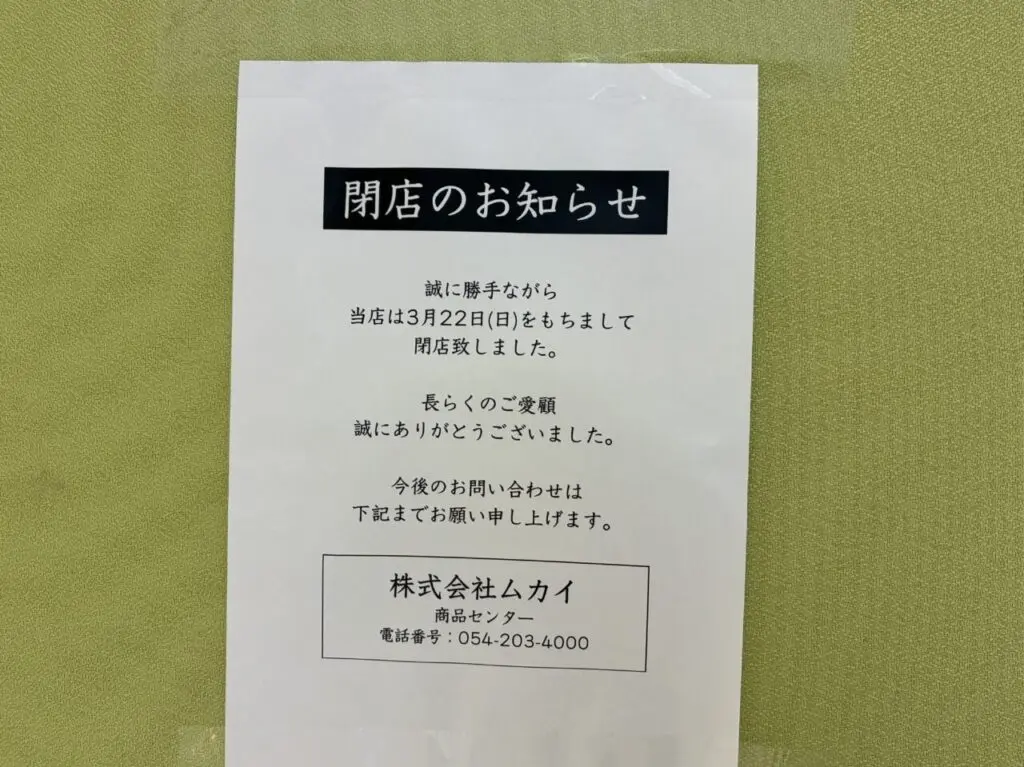 閉店のお知らせ
誠に勝手ながら
当店は3月22日(日)をもちまして
閉店致しました。
長らくのご愛顧
誠にありがとうございました。
今後のお問い合わせは
下記までお願い申し上げます。
株式会社ムカイ
商品センター
電話番号：054-203-4000